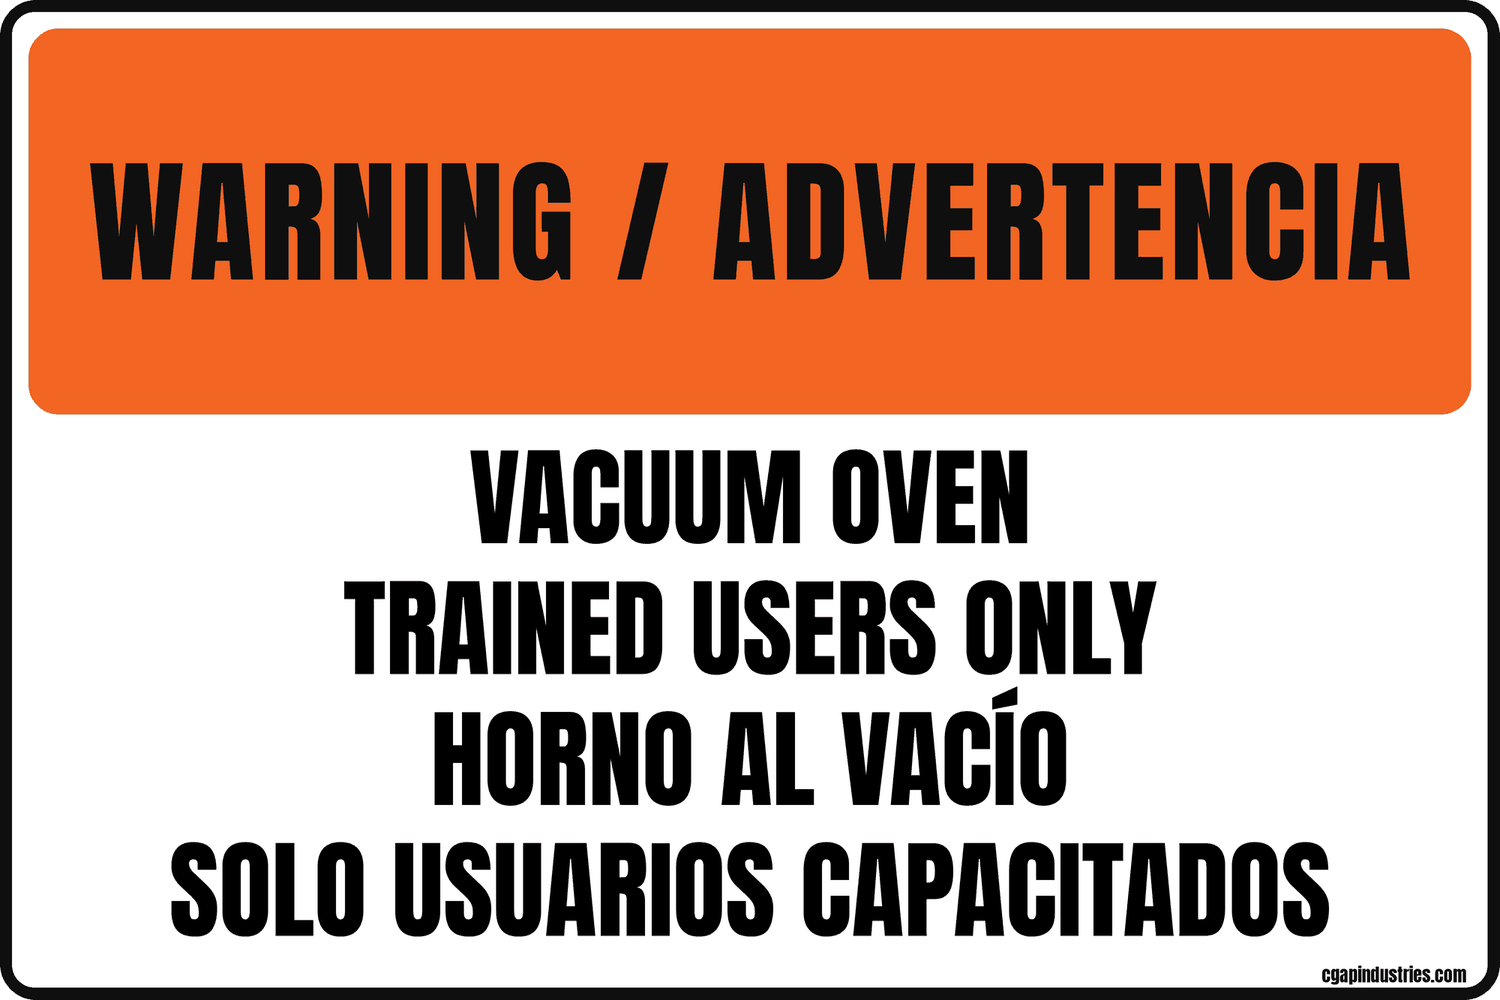 WARNING / ADVERTENCIA
VACUUM OVEN
TRAINED USERS ONLY
HORNO AL VACÍO
SOLO USUARIOS CAPACITADOS
cgapindustries.com